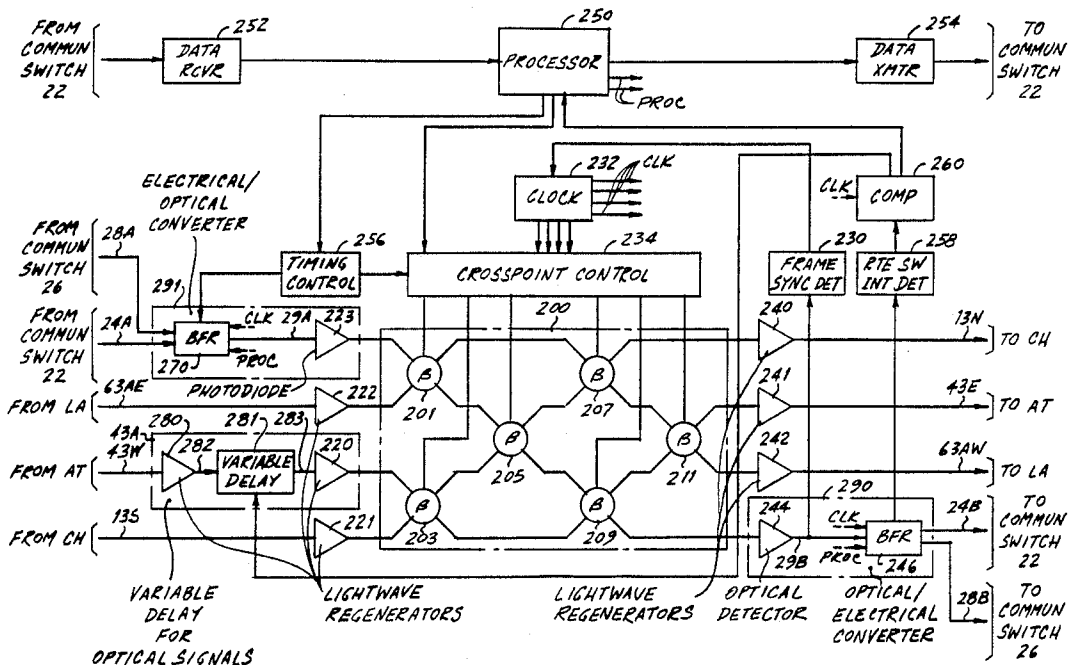 FROM
COMMUN
SWITCH
22
252
DATA
RCVR
250
PROCESSOR
PROC
254
DATA
XMTR
TO
COMMUN
SWITCH
22
ELECTRICAL/
OPTICAL
CONVERTER
232
CLOCK
CLK
260
CLK
COMP
FROM
COMMUN
SWITCH
26
28A
256
TIMING
CONTROL
234
CROSSPOINT CONTROL
230
FRAME
SYNC DET
258
RTE SW
INT DET
FROM
COMMUN
SWITCH
22
24A
291
BFR
270
CLK
29A
PROC
223
PHOTODIODE
200
240
13N
TO CH
β
201
β
207
FROM LA
63AE
222
241
43E
TO AT
β
205
β
211
43A
FROM AT
43W
280
282
281
VARIABLE
DELAY
283
220
242
63AW
TO LA
β
203
β
209
FROM CH
13S
221
290
244
CLK
29B
PROC
BFR
246
24B
TO
COMMUN
SWITCH
22
28B
TO
COMMUN
SWITCH
26
VARIABLE
DELAY
FOR
OPTICAL SIGNALS
LIGHTWAVE
REGENERATORS
LIGHTWAVE
REGENERATORS
OPTICAL
DETECTOR
OPTICAL/
ELECTRICAL
CONVERTER